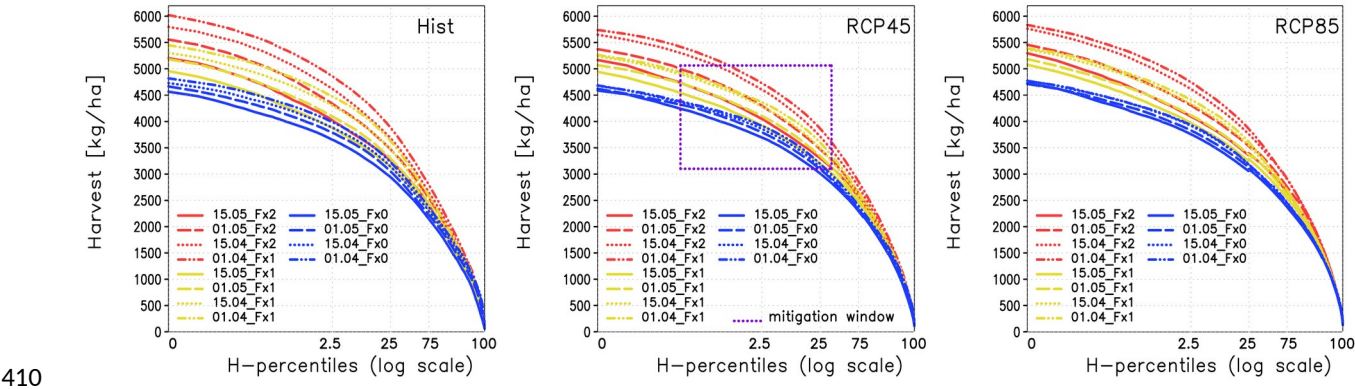 Hist
Harvest [kg/ha]
6000
5500
5000
4500
4000
3500
3000
2500
2000
1500
1000
500
0
15.05_Fx2
01.05_Fx2
15.04_Fx2
01.04_Fx1
15.05_Fx1
01.05_Fx1
15.04_Fx1
01.04_Fx1
15.05_Fx0
01.05_Fx0
15.04_Fx0
01.04_Fx0
0 2.5 25 75 100
H-percentiles (log scale)
RCP45
Harvest [kg/ha]
6000
5500
5000
4500
4000
3500
3000
2500
2000
1500
1000
500
0
15.05_Fx2
01.05_Fx2
15.04_Fx2
01.04_Fx1
15.05_Fx1
01.05_Fx1
15.04_Fx1
01.04_Fx1
15.05_Fx0
01.05_Fx0
15.04_Fx0
01.04_Fx0
mitigation window
0 2.5 25 75 100
H-percentiles (log scale)
RCP85
Harvest [kg/ha]
6000
5500
5000
4500
4000
3500
3000
2500
2000
1500
1000
500
0
15.05_Fx2
01.05_Fx2
15.04_Fx2
01.04_Fx1
15.05_Fx1
01.05_Fx1
15.04_Fx1
01.04_Fx1
15.05_Fx0
01.05_Fx0
15.04_Fx0
01.04_Fx0
0 2.5 25 75 100
H-percentiles (log scale)
410